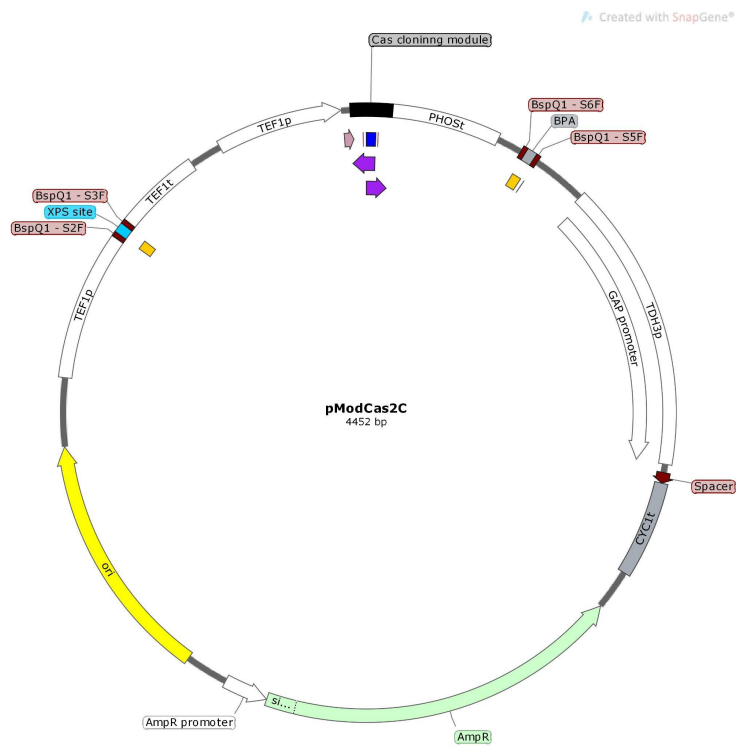 Created with SnapGene®
Cas cloninng module
TEF1p
PHO5t
BspQ1 - S6F
BPA
BspQ1 - S5F
TEF1t
BspQ1 - S3F
XPS site
BspQ1 - S2F
TEF1p
GAP promoter
TDH3p
pModCas2C
4452 bp
Spacer
CYC1t
ori
si...
AmpR promoter
AmpR